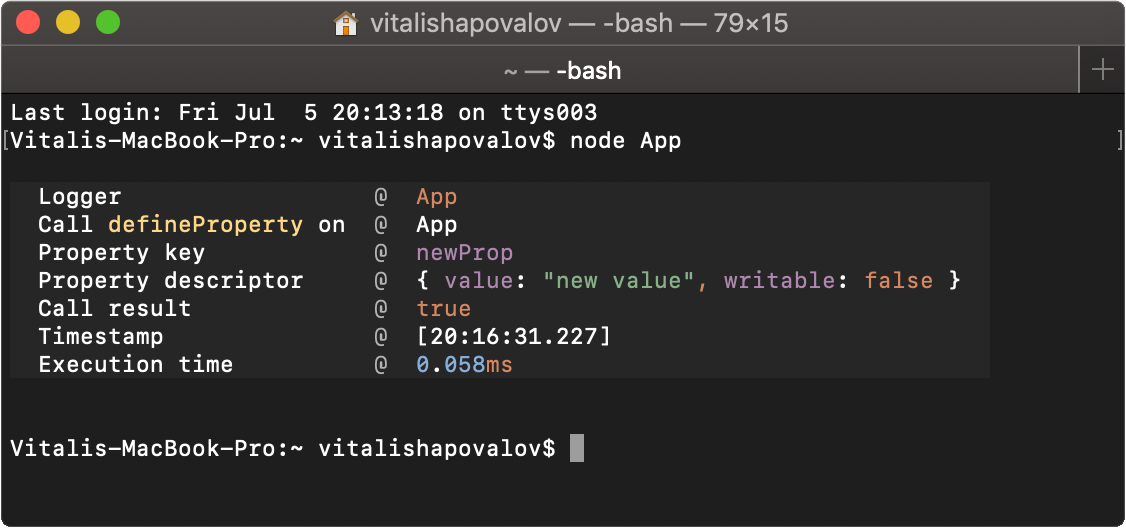 vitalishapovalov — -bash — 79×15
~ — -bash
Last login: Fri Jul  5 20:13:18 on ttys003
[Vitalis-MacBook-Pro:~ vitalishapovalov$ node App ]
Logger @ App
Call defineProperty on @ App
Property key @ newProp
Property descriptor @ { value: "new value", writable: false }
Call result @ true
Timestamp @ [20:16:31.227]
Execution time @ 0.058ms
Vitalis-MacBook-Pro:~ vitalishapovalov$